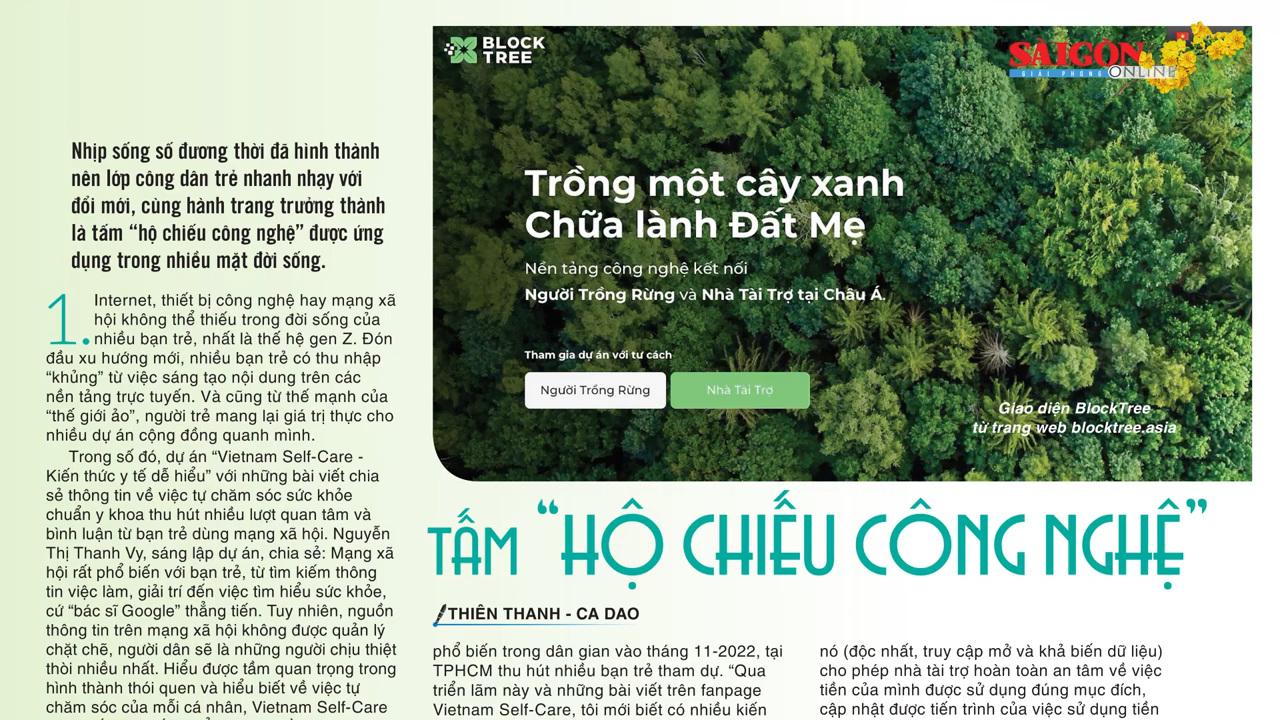 BLOCK
TREE
SÀI GÒN
GIẢI PHÓNG
ONLINE
Trồng một cây xanh
Chữa lành Đất Mẹ
Nền tảng công nghệ kết nối
Người Trồng Rừng và Nhà Tài Trợ tại Châu Á.
Tham gia dự án với tư cách
Người Trồng Rừng
Nhà Tài Trợ
Giao diện BlockTree
từ trang web blocktree.asia
Nhịp sống số đương thời đã hình thành
nên lớp công dân trẻ nhanh nhạy với
đổi mới, cùng hành trang trưởng thành
là tấm “hộ chiếu công nghệ” được ứng
dụng trong nhiều mặt đời sống.
TẤM “HỘ CHIẾU CÔNG NGHỆ”
THIÊN THANH - CA DAO
1. Internet, thiết bị công nghệ hay mạng xã
hội không thể thiếu trong đời sống của
nhiều bạn trẻ, nhất là thế hệ gen Z. Đón
đầu xu hướng mới, nhiều bạn trẻ có thu nhập
“khủng” từ việc sáng tạo nội dung trên các
nền tảng trực tuyến. Và cũng từ thế mạnh của
“thế giới ảo”, người trẻ mang lại giá trị thực cho
nhiều dự án cộng đồng quanh mình.
Trong số đó, dự án “Vietnam Self-Care -
Kiến thức y tế dễ hiểu” với những bài viết chia
sẻ thông tin về việc tự chăm sóc sức khỏe
chuẩn y khoa thu hút nhiều lượt quan tâm và
bình luận từ bạn trẻ dùng mạng xã hội. Nguyễn
Thị Thanh Vy, sáng lập dự án, chia sẻ: Mạng xã
hội rất phổ biến với bạn trẻ, từ tìm kiếm thông
tin việc làm, giải trí đến việc tìm hiểu sức khỏe,
cứ “bác sĩ Google” thẳng tiến. Tuy nhiên, nguồn
thông tin trên mạng xã hội không được quản lý
chặt chẽ, người dân sẽ là những người chịu thiệt
thòi nhiều nhất. Hiểu được tầm quan trọng trong
hình thành thói quen và hiểu biết về việc tự
chăm sóc của mỗi cá nhân, Vietnam Self-Care
phổ biến trong dân gian vào tháng 11-2022, tại
TPHCM thu hút nhiều bạn trẻ tham dự. “Qua
triển lãm này và những bài viết trên fanpage
Vietnam Self-Care, tôi mới biết có nhiều kiến
nó (độc nhất, truy cập mở và khả biến dữ liệu)
cho phép nhà tài trợ hoàn toàn an tâm về việc
tiền của mình được sử dụng đúng mục đích,
cập nhật được tiến trình của việc sử dụng tiền